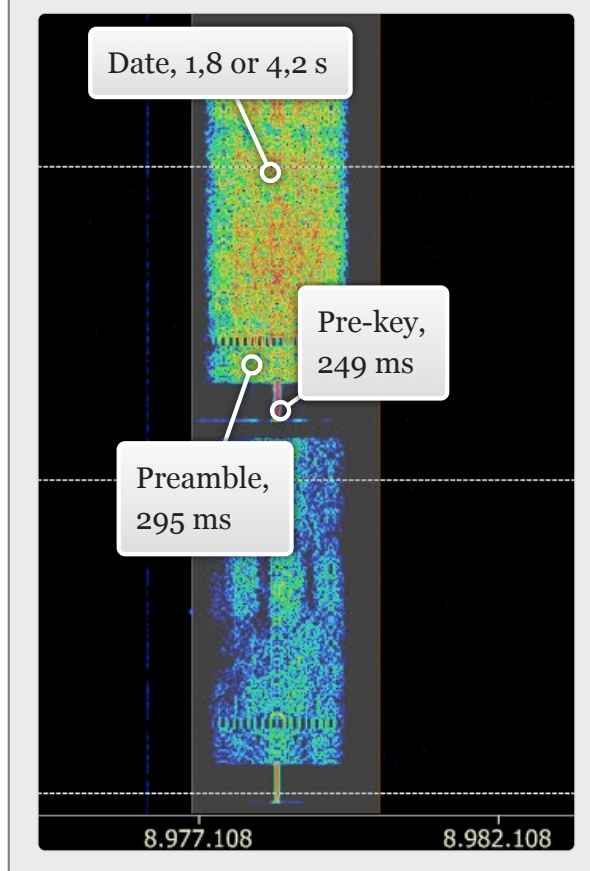 Date, 1,8 or 4,2 s
Pre-key,
249 ms
Preamble,
295 ms
8.977.108 8.982.108